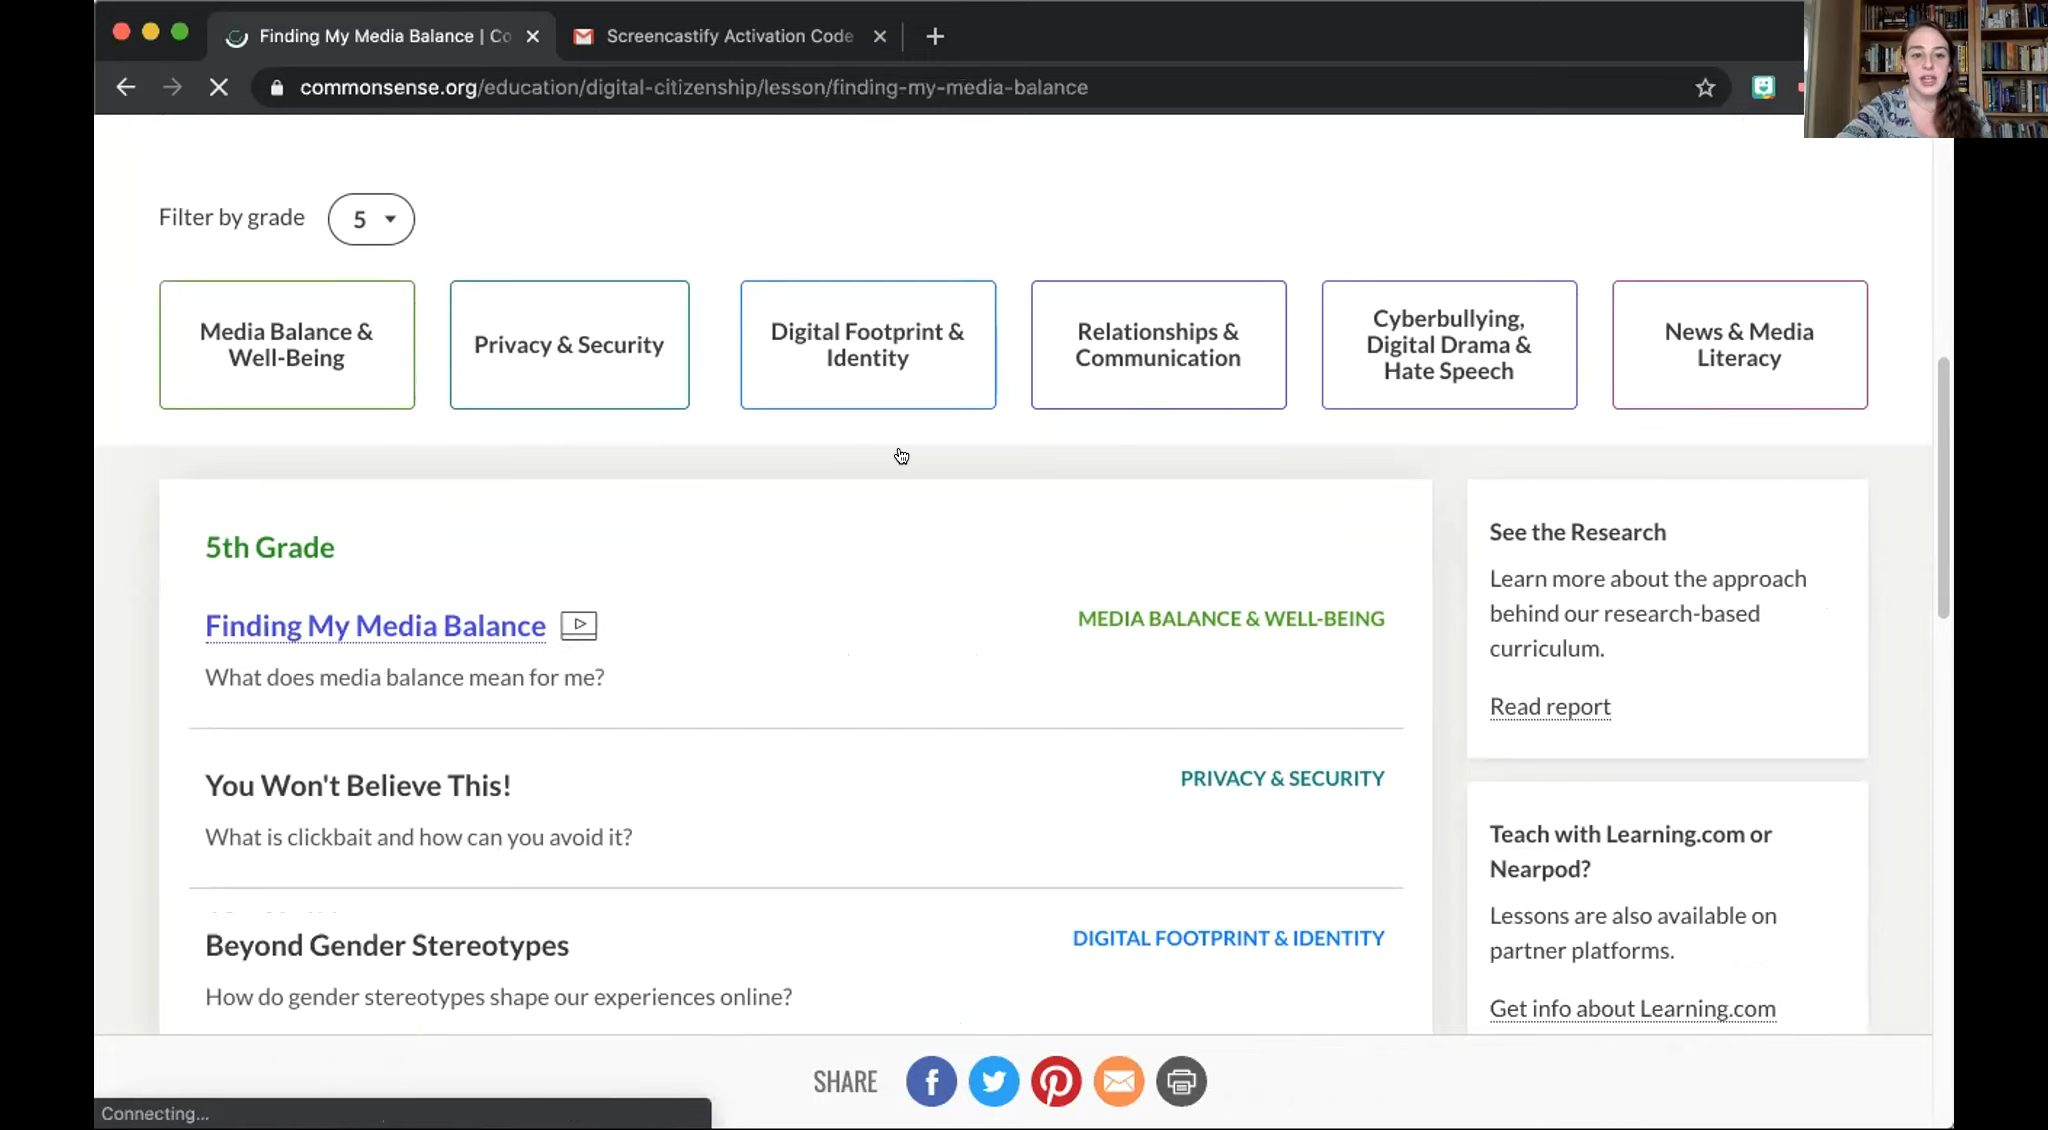 Finding My Media Balance | Co
Screencastify Activation Code
commonsense.org/education/digital-citizenship/lesson/finding-my-media-balance
Filter by grade
5
Media Balance &
Well-Being
Privacy & Security
Digital Footprint &
Identity
Relationships &
Communication
Cyberbullying,
Digital Drama &
Hate Speech
News & Media
Literacy
5th Grade
Finding My Media Balance
MEDIA BALANCE & WELL-BEING
What does media balance mean for me?
You Won't Believe This!
PRIVACY & SECURITY
What is clickbait and how can you avoid it?
Beyond Gender Stereotypes
DIGITAL FOOTPRINT & IDENTITY
How do gender stereotypes shape our experiences online?
See the Research
Learn more about the approach
behind our research-based
curriculum.
Read report
Teach with Learning.com or
Nearpod?
Lessons are also available on
partner platforms.
Get info about Learning.com
SHARE
Connecting...